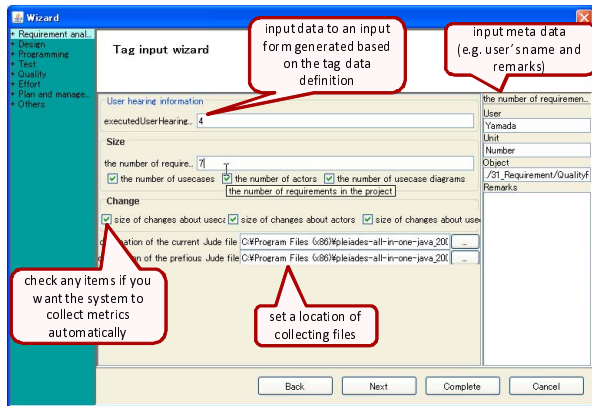 Wizard
+ Requirement anal...
+ Design
+ Programming
+ Test
+ Quality
+ Effort
+ Plan and manage...
+ Others
Tag input wizard
input data to an input
form generated based
on the tag data
definition
input meta data
(e.g. user's name and
remarks)
User hearing information
executedUserHearing... 4
Size
the number of require... 7
the number of usecases the number of actors the number of usecase diagrams
the number of requirements in the project
Change
size of changes about usec size of changes about actors size of changes about use
ation of the current Jude file C:¥Program Files (x86)¥pleiades-all-in-one-java_200 ...
on of the prefious Jude file C:¥Program Files (x86)¥pleiades-all-in-one-java_200 ...
the number of requiremen...
User
Yamada
Unit
Number
Object
./31_Requirement/QualityF
Remarks
check any items if you
want the system to
collect metrics
automatically
set a location of
collecting files
Back Next Complete Cancel